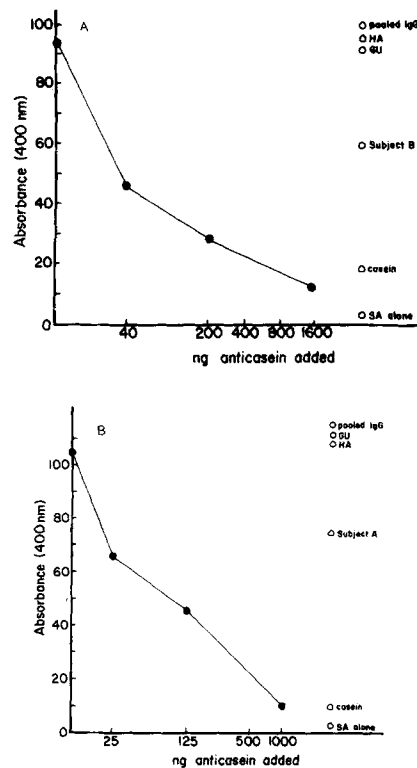 A
100
80
60
40
20
0
Absorbance (400 nm)
40 200 400 800 1600
ng anticasein added
pooled IgG
HA
GU
Subject B
casein
SA alone
B
100
80
60
40
20
0
Absorbance (400 nm)
25 125 500 1000
ng anticasein added
pooled IgG
GU
HA
Subject A
casein
SA alone